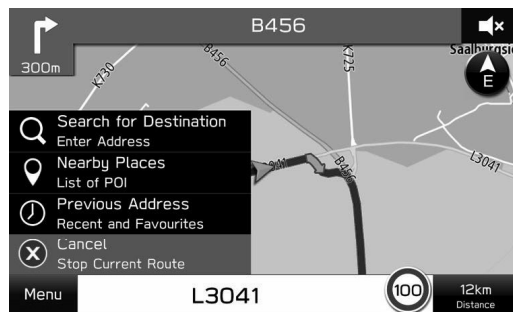 B456
300m
K730
B456
K725
E
Search for Destination
Enter Address
Nearby Places
List of POI
Previous Address
Recent and Favourites
Cancel
Stop Current Route
B456
L3041
Menu
L3041
100
12km
Distance